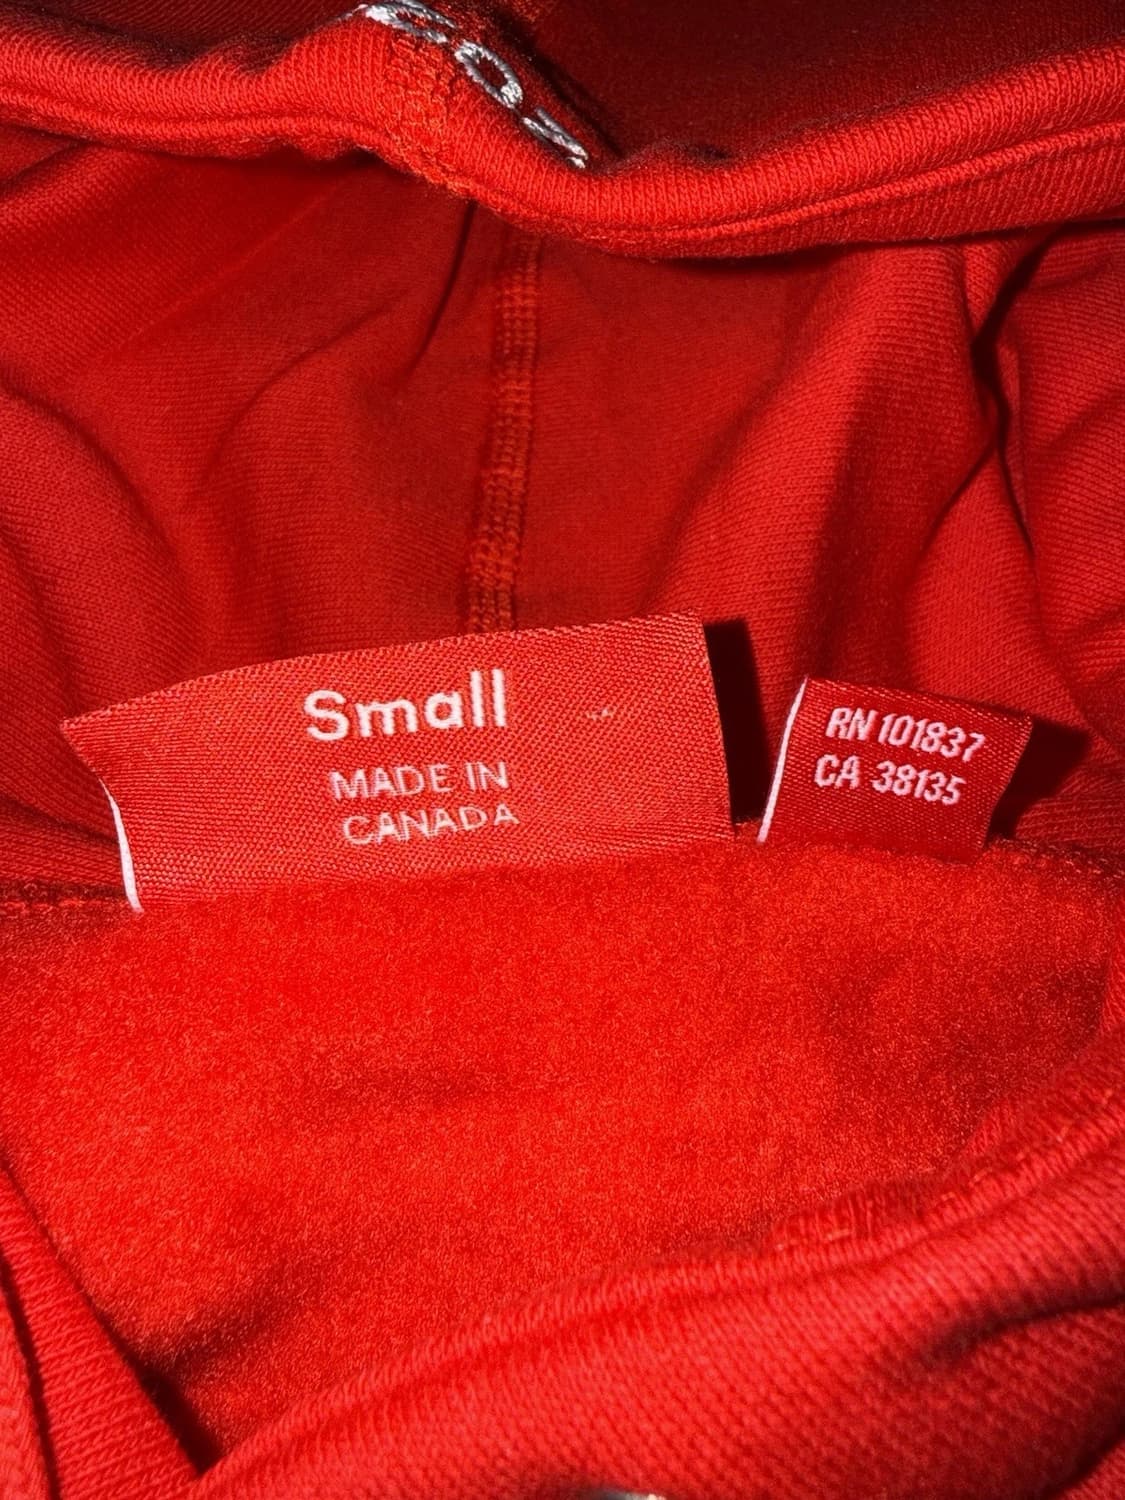 Small
MADE IN
CANADA
RN 101837
CA 38135